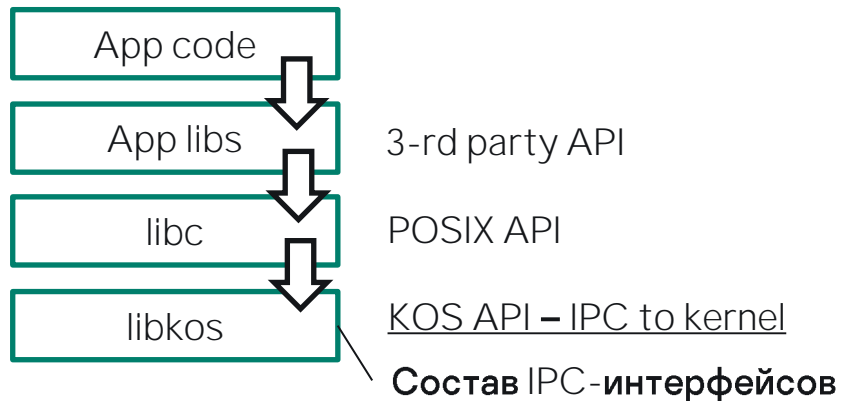 App code
App libs
3-rd party API
libc
POSIX API
libkos
KOS API – IPC to kernel
Состав IPC-интерфейсов